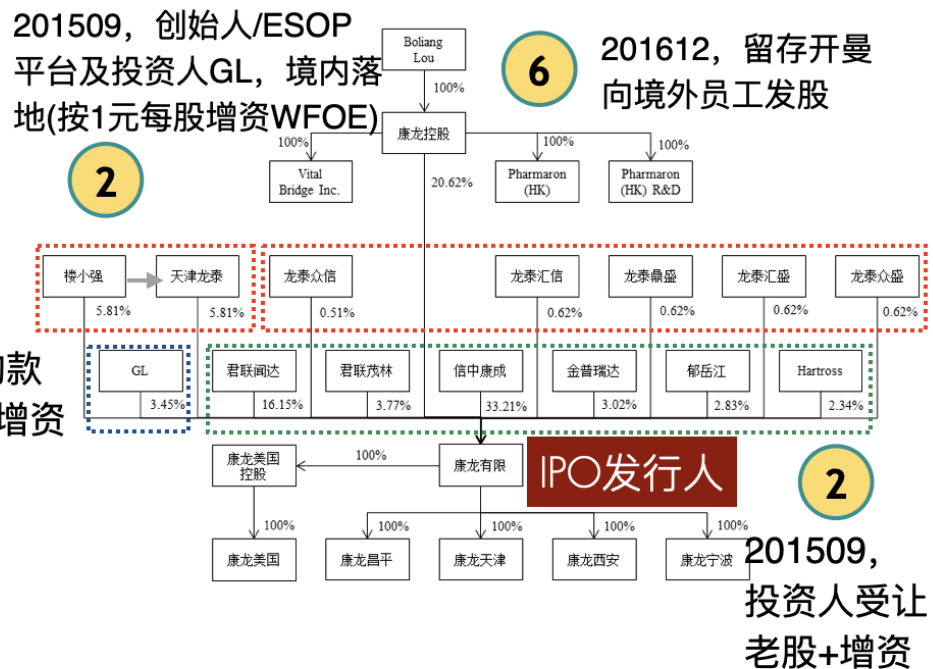 201509，创始人/ESOP
平台及投资人GL，境内落
地(按1元每股增资WFOE)
2
Boliang
Lou
100%
6
201612，留存开曼
向境外员工发股
康龙控股
100%
100%
100%
Vital
Bridge Inc.
20.62%
Pharmaron
(HK)
Pharmaron
(HK) R&D
楼小强
天津龙泰
龙泰众信
龙泰汇信
龙泰鼎盛
龙泰汇盛
龙泰众盛
5.81%
5.81%
0.51%
0.62%
0.62%
0.62%
0.62%
款
增资
GL
君联闻达
君联茂林
信中康成
金普瑞达
郁岳江
Hartross
3.45%
16.15%
3.77%
33.21%
3.02%
2.83%
2.34%
康龙美国
控股
100%
康龙有限
IPO发行人
2
100%
100%
100%
100%
100%
康龙美国
康龙昌平
康龙天津
康龙西安
康龙宁波
201509，
投资人受让
老股+增资